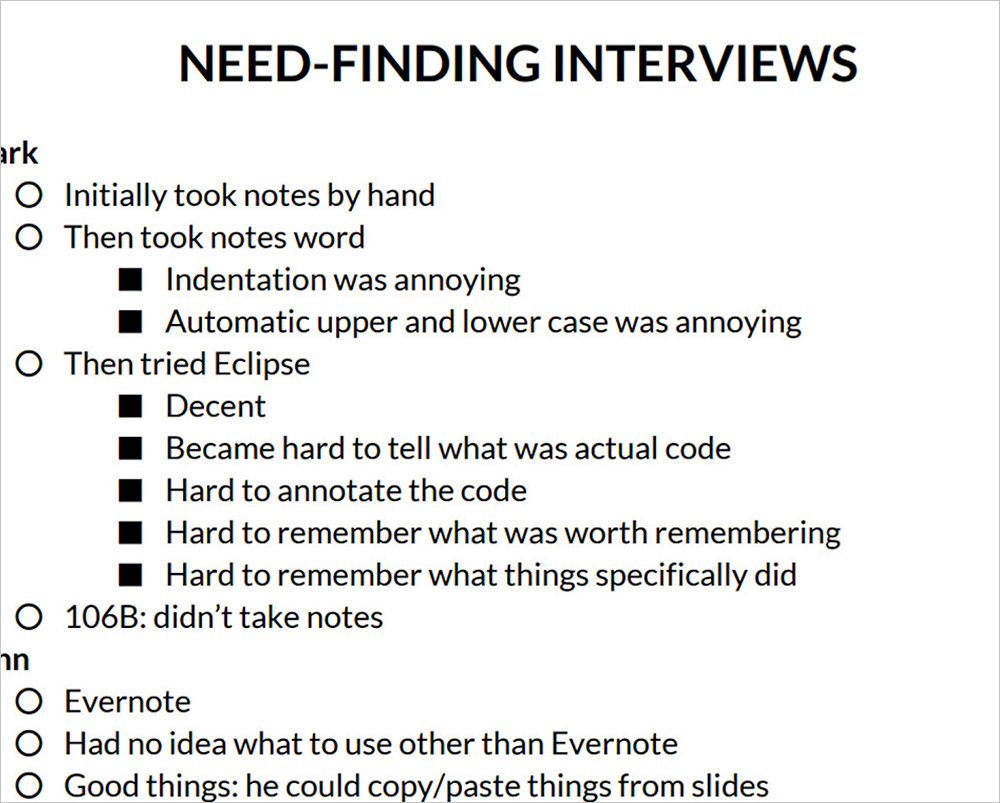 NEED-FINDING INTERVIEWS
ark
Initially took notes by hand
Then took notes word
Indentation was annoying
Automatic upper and lower case was annoying
Then tried Eclipse
Decent
Became hard to tell what was actual code
Hard to annotate the code
Hard to remember what was worth remembering
Hard to remember what things specifically did
106B: didn’t take notes
nn
Evernote
Had no idea what to use other than Evernote
Good things: he could copy/paste things from slides